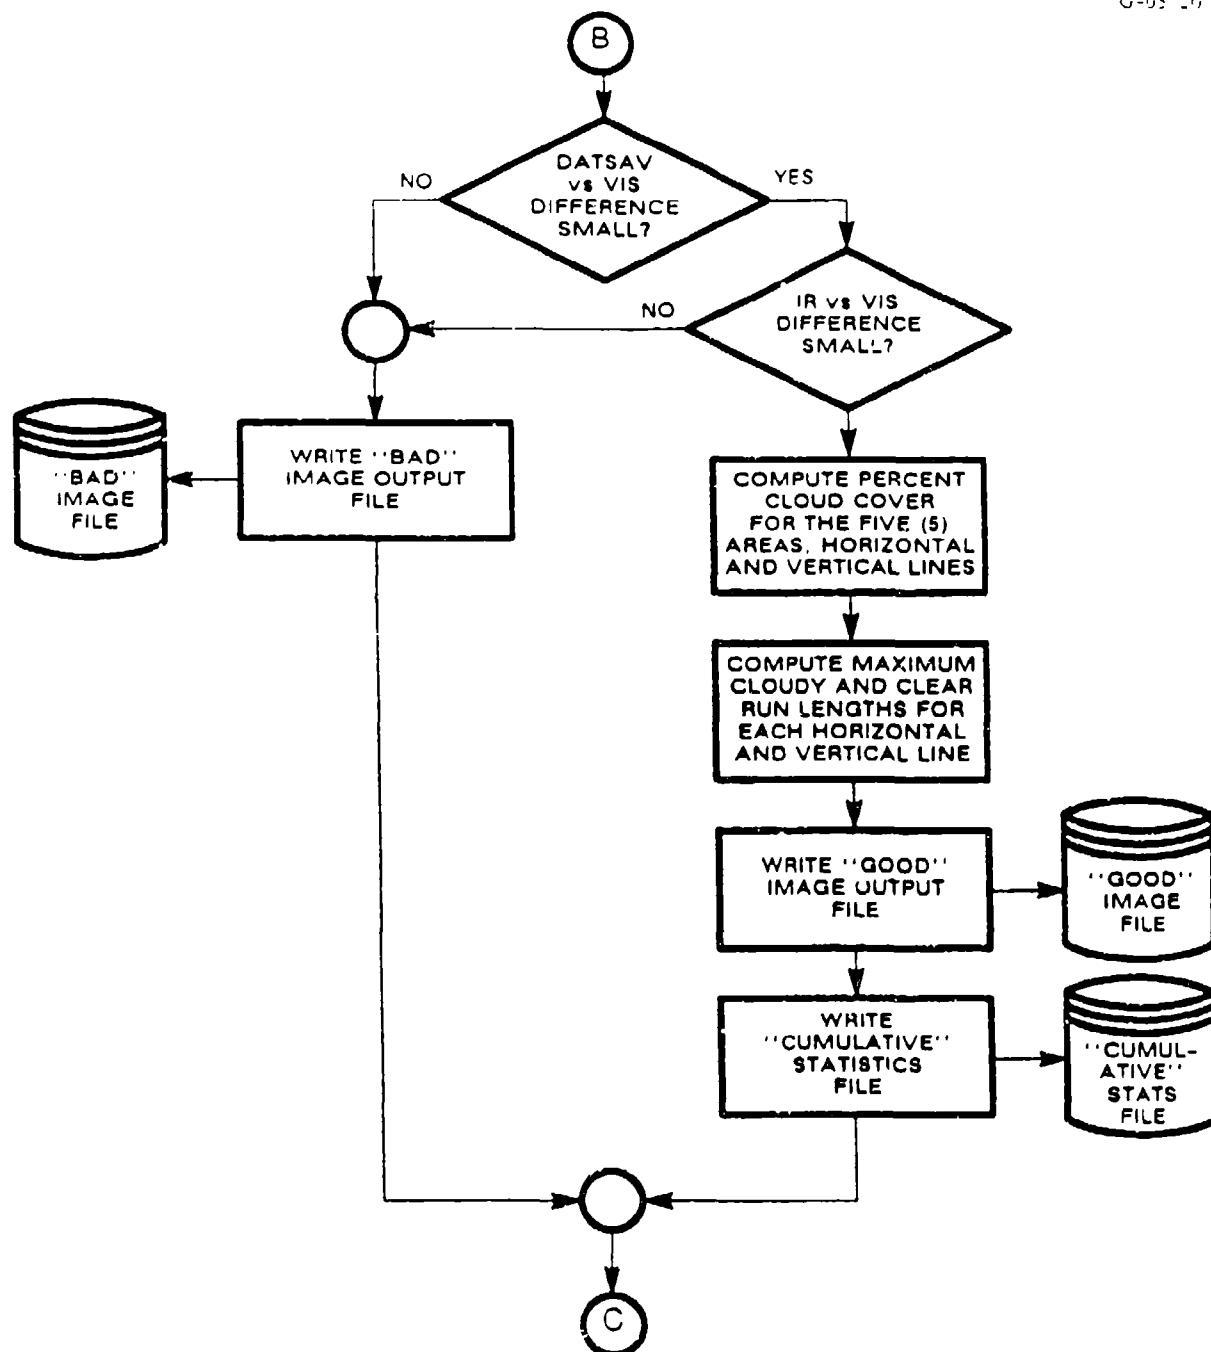 B
DATSAV
vs VIS
DIFFERENCE
SMALL?
NO
YES
IR vs VIS
DIFFERENCE
SMALL?
NO
WRITE "BAD"
IMAGE OUTPUT
FILE
"BAD"
IMAGE
FILE
COMPUTE PERCENT
CLOUD COVER
FOR THE FIVE (5)
AREAS, HORIZONTAL
AND VERTICAL LINES
COMPUTE MAXIMUM
CLOUDY AND CLEAR
RUN LENGTHS FOR
EACH HORIZONTAL
AND VERTICAL LINE
WRITE "GOOD"
IMAGE OUTPUT
FILE
"GOOD"
IMAGE
FILE
WRITE
"CUMULATIVE"
STATISTICS
FILE
"CUMUL-
ATIVE"
STATS
FILE
C